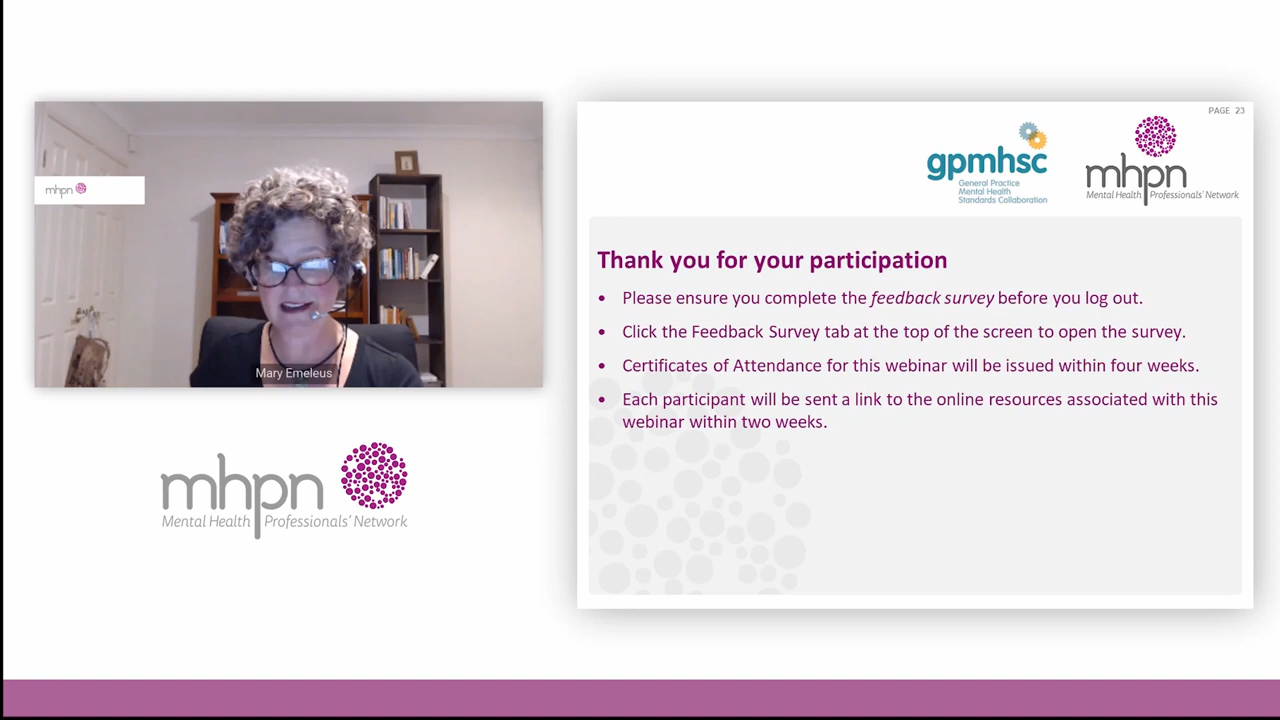 mhpn
Mary Emeleus
mhpn
Mental Health Professionals' Network
PAGE 23
gpmhsc
General Practice
Mental Health
Standards Collaboration
mhpn
Mental Health Professionals' Network
Thank you for your participation
• Please ensure you complete the feedback survey before you log out.
• Click the Feedback Survey tab at the top of the screen to open the survey.
• Certificates of Attendance for this webinar will be issued within four weeks.
• Each participant will be sent a link to the online resources associated with this
webinar within two weeks.